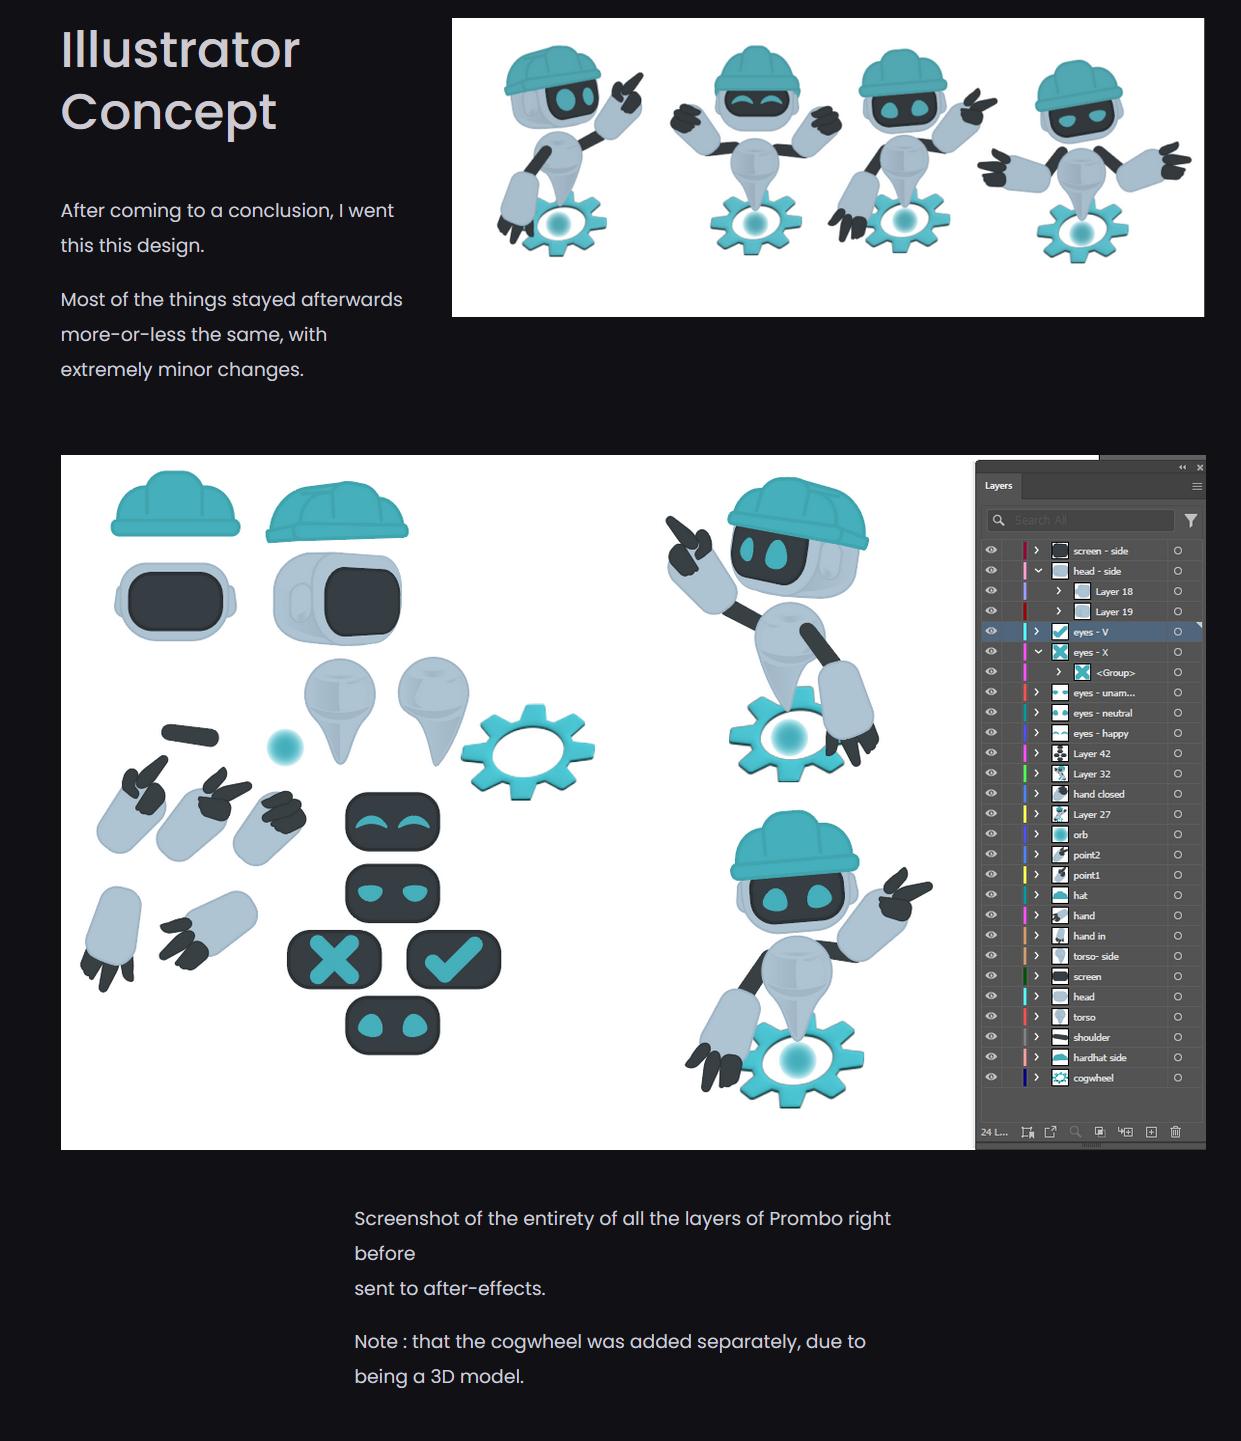 Illustrator
Concept
After coming to a conclusion, I went
this this design.
Most of the things stayed afterwards
more-or-less the same, with
extremely minor changes.
Layers
Search All
screen - side
head - side
Layer 18
Layer 19
eyes - V
eyes - X
<Group>
eyes - unam...
eyes - neutral
eyes - happy
Layer 42
Layer 32
hand closed
Layer 27
orb
point2
point1
hat
hand
hand in
torso- side
screen
head
torso
shoulder
hardhat side
cogwheel
24 L...
Screenshot of the entirety of all the layers of Prombo right
before
sent to after-effects.
Note : that the cogwheel was added separately, due to
being a 3D model.